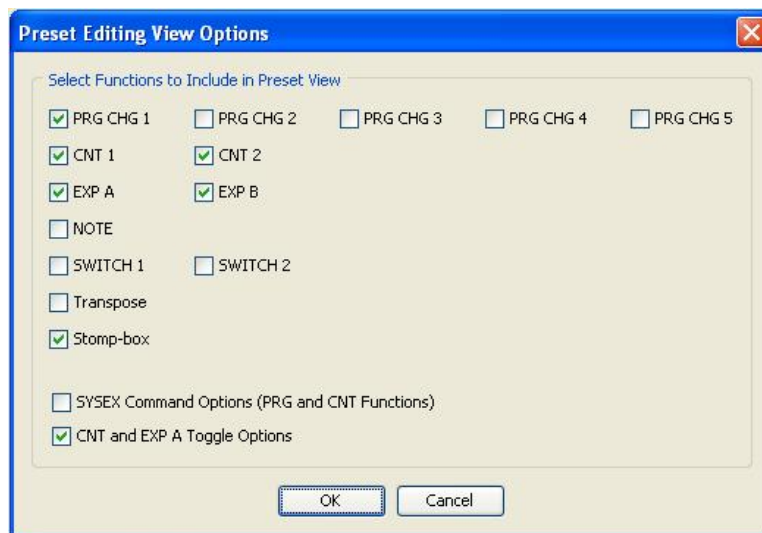 Preset Editing View Options
Select Functions to Include in Preset View
PRG CHG 1 PRG CHG 2 PRG CHG 3 PRG CHG 4 PRG CHG 5
CNT 1 CNT 2
EXP A EXP B
NOTE
SWITCH 1 SWITCH 2
Transpose
Stomp-box
SYSEX Command Options (PRG and CNT Functions)
CNT and EXP A Toggle Options
OK Cancel